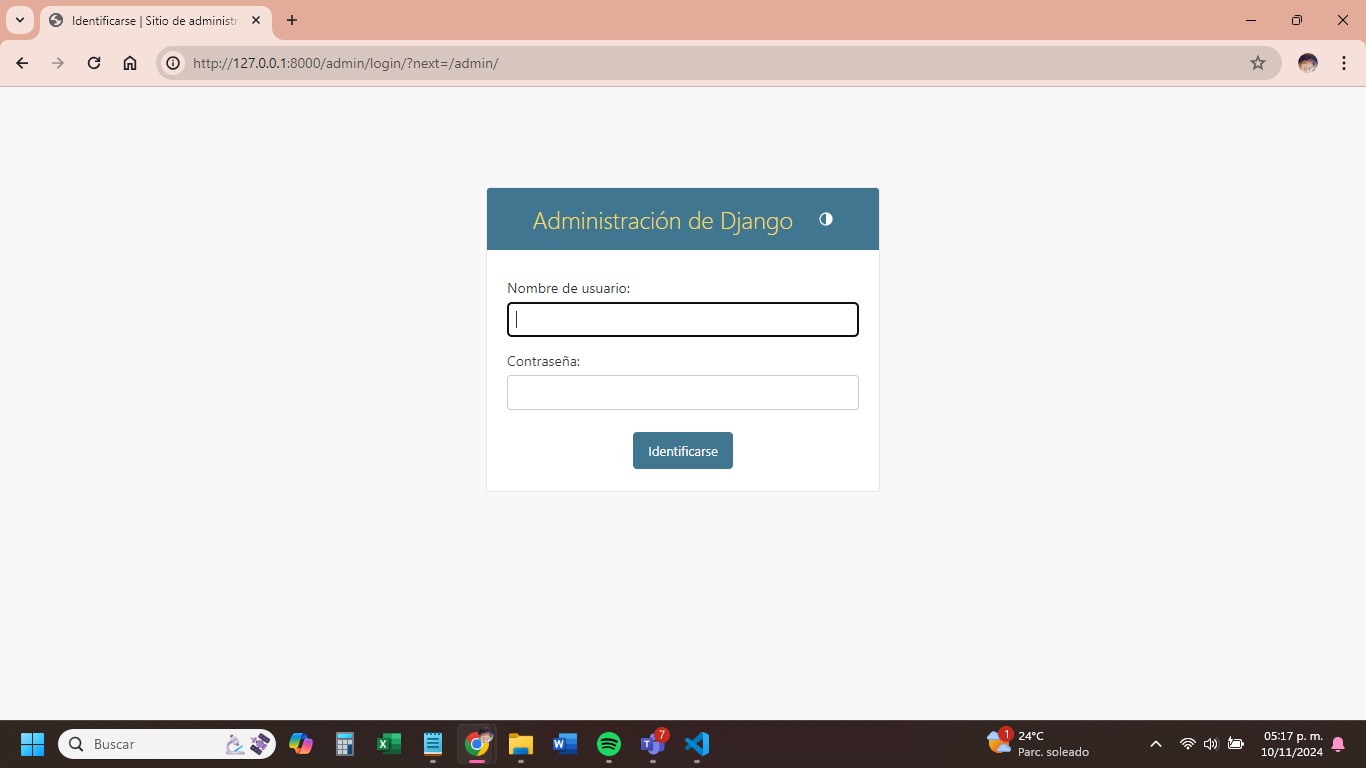 Identificarse | Sitio de administr
http://127.0.0.1:8000/admin/login/?next=/admin/
Administración de Django
Nombre de usuario:
Contraseña:
Identificarse
Buscar
7
1
24°C
Parc. soleado
05:17 p. m.
10/11/2024